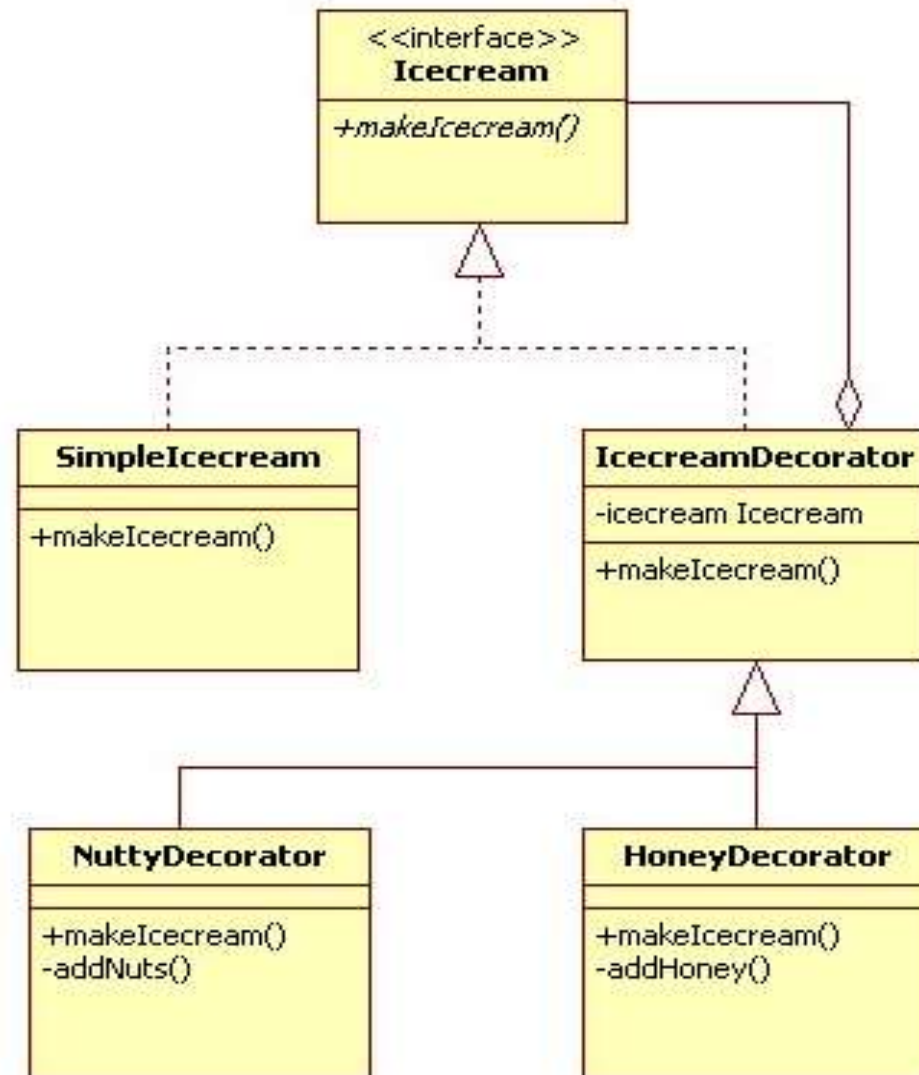 <<interface>>
Icecream
+makeIcecream()
SimpleIcecream
+makeIcecream()
IcecreamDecorator
-icecream Icecream
+makeIcecream()
NuttyDecorator
+makeIcecream()
-addNuts()
HoneyDecorator
+makeIcecream()
-addHoney()